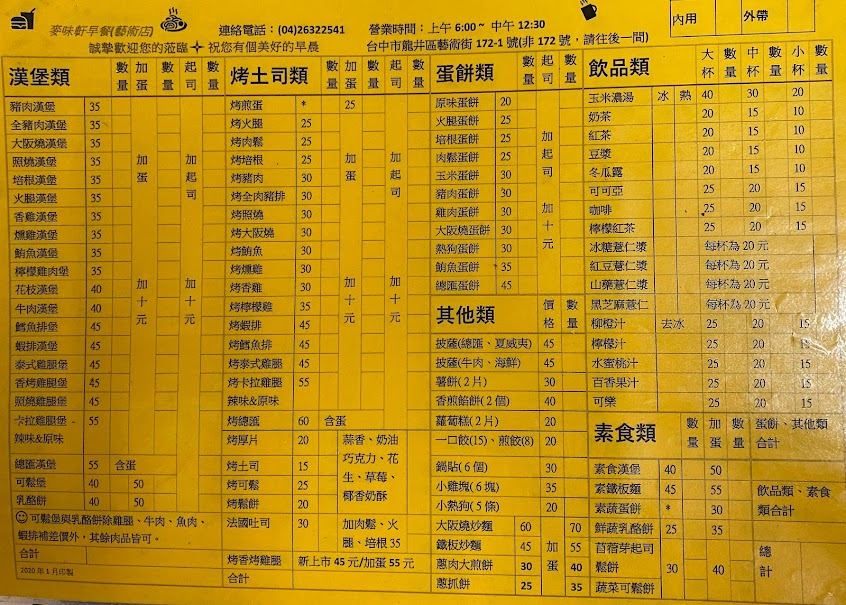 內用 外帶
麥味軒早餐(藝術店) 連絡電話：(04)26322541 營業時間：上午 6:00 ~ 中午 12:30
誠摯歡迎您的蒞臨 祝您有個美好的早晨 台中市龍井區藝術街 172-1 號(非 172 號，請往後一間)
漢堡類 數量 加蛋 數量 起司 數量
豬肉漢堡 35
全豬肉漢堡 35
大阪燒漢堡 35
照燒漢堡 35
培根漢堡 35
火腿漢堡 35
香雞漢堡 35
燻雞漢堡 35
鮪魚漢堡 35
檸檬雞肉堡 35
花枝漢堡 40
牛肉漢堡 40
鱈魚排堡 45
蝦排漢堡 45
泰式雞腿堡 45
香烤雞腿堡 45
照燒雞腿堡 45
卡拉雞腿堡 - 55
辣味&原味
加蛋 加十元
加起司 加十元
總匯漢堡 55 含蛋
可鬆堡 40 50
乳酪餅 40 50
可鬆堡與乳酪餅除雞腿、牛肉、魚肉、
蝦排補差價外，其餘肉品皆可。
合計
2020 年 1 月印製
烤土司類 數量 加蛋 數量 起司 數量
烤煎蛋 * 25
烤火腿 25
烤肉鬆 25
烤培根 25
烤豬肉 30
烤全肉豬排 30
烤照燒 30
烤大阪燒 30
烤鮪魚 30
烤燻雞 30
烤香雞 30
烤檸檬雞 35
烤蝦排 45
烤鱈魚排 45
烤泰式雞腿 45
烤卡拉雞腿 55
辣味&原味
加蛋 加十元
加起司 加十元
烤總匯 60 含蛋
烤厚片 20
烤土司 15
烤可鬆 25
烤鬆餅 20
蒜香、奶油
巧克力、花
生、草莓、
椰香奶酥
法國吐司 30 加肉鬆、火
腿、培根 35
烤香烤雞腿 新上市 45 元/加蛋 55 元
合計
蛋餅類 數量 起司 數量
原味蛋餅 20
火腿蛋餅 25
培根蛋餅 25
肉鬆蛋餅 25
玉米蛋餅 30
豬肉蛋餅 30
雞肉蛋餅 30
大阪燒蛋餅 30
熱狗蛋餅 30
鮪魚蛋餅 35
總匯蛋餅 45
加起司 加十元
其他類 價格 數量
披薩(總匯、夏威夷) 45
披薩(牛肉、海鮮) 45
薯餅( 2 片) 30
香煎餡餅( 2 個) 40
蘿蔔糕( 2 片) 20
一口餃(15)、煎餃(8) 20
鍋貼( 6 個) 30
小雞塊( 6 塊) 35
小熱狗( 5 條) 20
大阪燒炒麵 60 70
鐵板炒麵 45 55
蔥肉大煎餅 30 40
蔥抓餅 25 35
加蛋
飲品類 大杯 數量 中杯 數量 小杯 數量
玉米濃湯 冰 熱 40 30 20
奶茶 20 15 10
紅茶 20 15 10
豆漿 20 15 10
冬瓜露 20 15 10
可可亞 25 20 15
咖啡 25 20 15
檸檬紅茶 25 20 15
冰糖薏仁漿 每杯為 20 元
紅豆薏仁漿 每杯為 20 元
山藥薏仁漿 每杯為 20 元
黑芝麻薏仁 每杯為 20 元
柳橙汁 去冰 25 20 15
檸檬汁 25 20 15
水蜜桃汁 25 20 15
百香果汁 25 20 15
可樂 25 20 15
素食類 數量 加蛋 數量
素食漢堡 40 50
素鐵板麵 45 55
素蔬蛋餅 * 30
鮮蔬乳酪餅 25 35
苜蓿芽起司
鬆餅 30 40
蔬菜可鬆餅
蛋餅、其他類
合計
飲品類、素食
類合計
總計